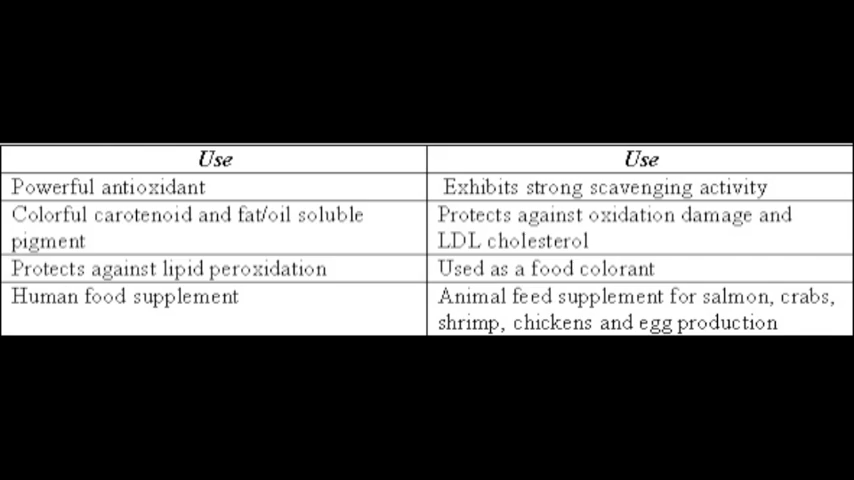 Use
Use
Powerful antioxidant
Exhibits strong scavenging activity
Colorful carotenoid and fat/oil soluble
pigment
Protects against oxidation damage and
LDL cholesterol
Protects against lipid peroxidation
Used as a food colorant
Human food supplement
Animal feed supplement for salmon, crabs,
shrimp, chickens and egg production